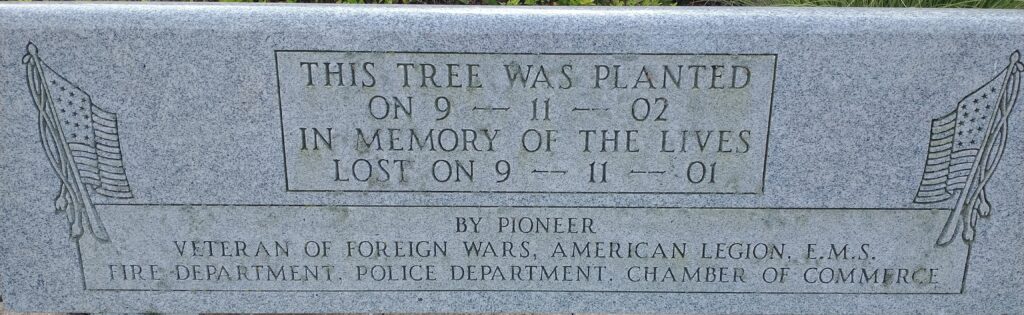 THIS TREE WAS PLANTED
ON 9 — 11 — 02
IN MEMORY OF THE LIVES
LOST ON 9 — 11 — 01
BY PIONEER
VETERAN OF FOREIGN WARS, AMERICAN LEGION, E.M.S.
FIRE DEPARTMENT, POLICE DEPARTMENT, CHAMBER OF COMMERCE